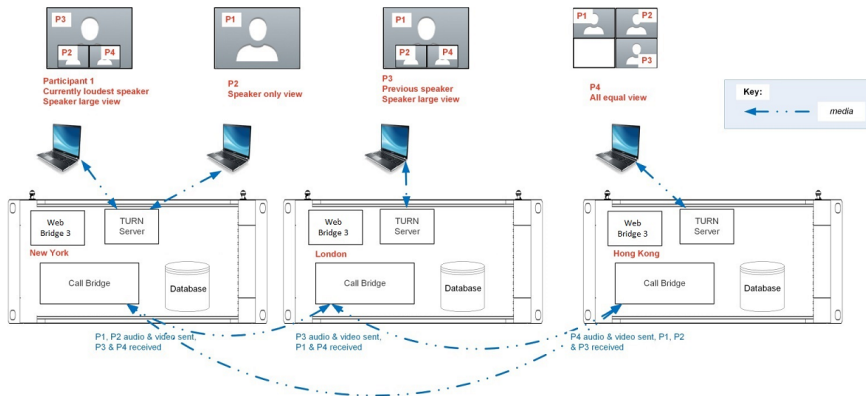 P3
P2
P4
Participant 1
Currently loudest speaker
Speaker large view
P1
P2
Speaker only view
P1
P2
P4
P3
Previous speaker
Speaker large view
P1
P2
P3
P4
All equal view
Key:
media
Web
Bridge 3
TURN
Server
New York
Call Bridge
Database
Web
Bridge 3
TURN
Server
London
Call Bridge
Database
Web
Bridge 3
TURN
Server
Hong Kong
Call Bridge
Database
P1, P2 audio & video sent,
P3 & P4 received
P3 audio & video sent,
P1 & P4 received
P4 audio & video sent, P1, P2
& P3 received